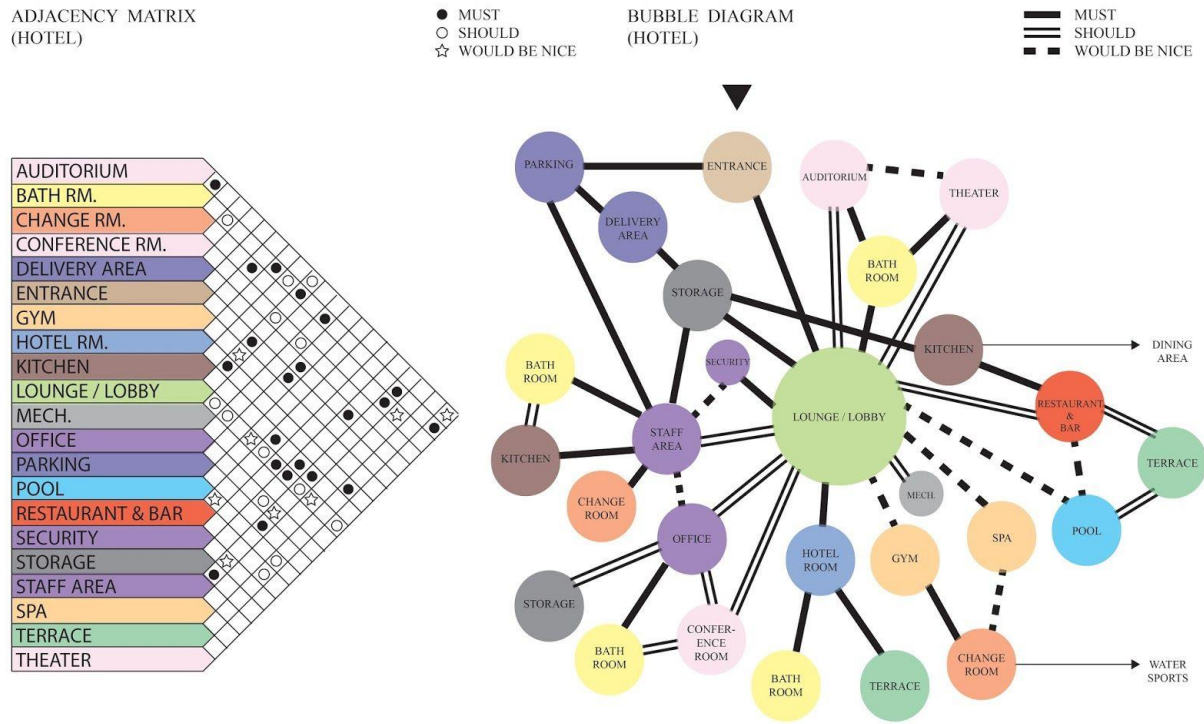 ADJACENCY MATRIX
(HOTEL)
MUST
SHOULD
WOULD BE NICE
BUBBLE DIAGRAM
(HOTEL)
MUST
SHOULD
WOULD BE NICE
AUDITORIUM
BATH RM.
CHANGE RM.
CONFERENCE RM.
DELIVERY AREA
ENTRANCE
GYM
HOTEL RM.
KITCHEN
LOUNGE / LOBBY
MECH.
OFFICE
PARKING
POOL
RESTAURANT & BAR
SECURITY
STORAGE
STAFF AREA
SPA
TERRACE
THEATER
PARKING
ENTRANCE
AUDITORIUM
THEATER
DELIVERY
AREA
BATH
ROOM
STORAGE
KITCHEN
DINING
AREA
SECURITY
BATH
ROOM
LOUNGE / LOBBY
RESTAURANT
&
BAR
STAFF
AREA
KITCHEN
TERRACE
CHANGE
ROOM
MECH.
OFFICE
HOTEL
ROOM
GYM
SPA
POOL
STORAGE
BATH
ROOM
CONFER-
ENCE
ROOM
BATH
ROOM
TERRACE
CHANGE
ROOM
WATER
SPORTS